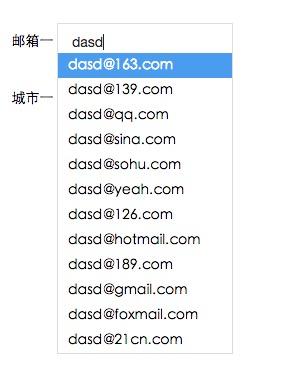 邮箱一 dasd
dasd@163.com
dasd@139.com
城市一
dasd@qq.com
dasd@sina.com
dasd@sohu.com
dasd@yeah.com
dasd@126.com
dasd@hotmail.com
dasd@189.com
dasd@gmail.com
dasd@foxmail.com
dasd@21cn.com